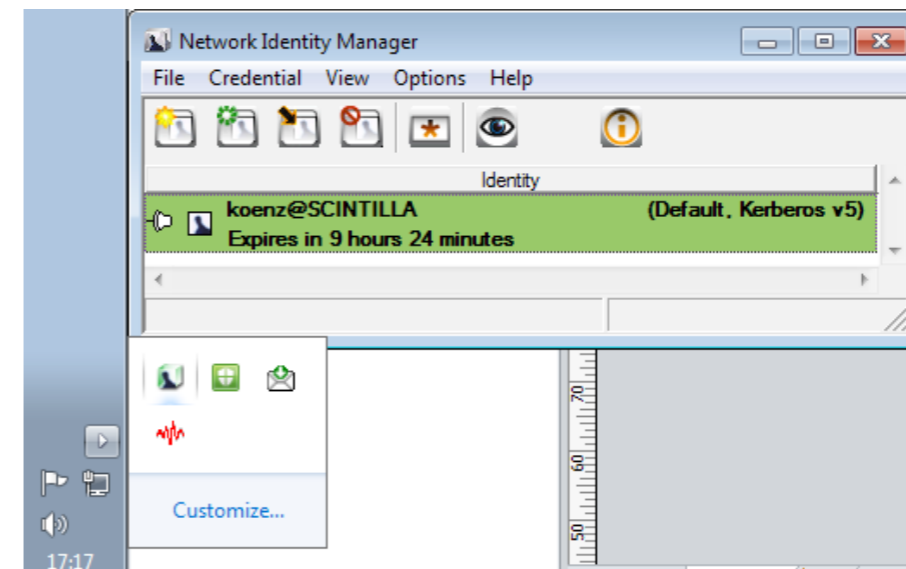 Network Identity Manager
File Credential View Options Help
Identity
koenz@SCINTILLA (Default, Kerberos v5)
Expires in 9 hours 24 minutes
70
60
50
Customize...
17:17